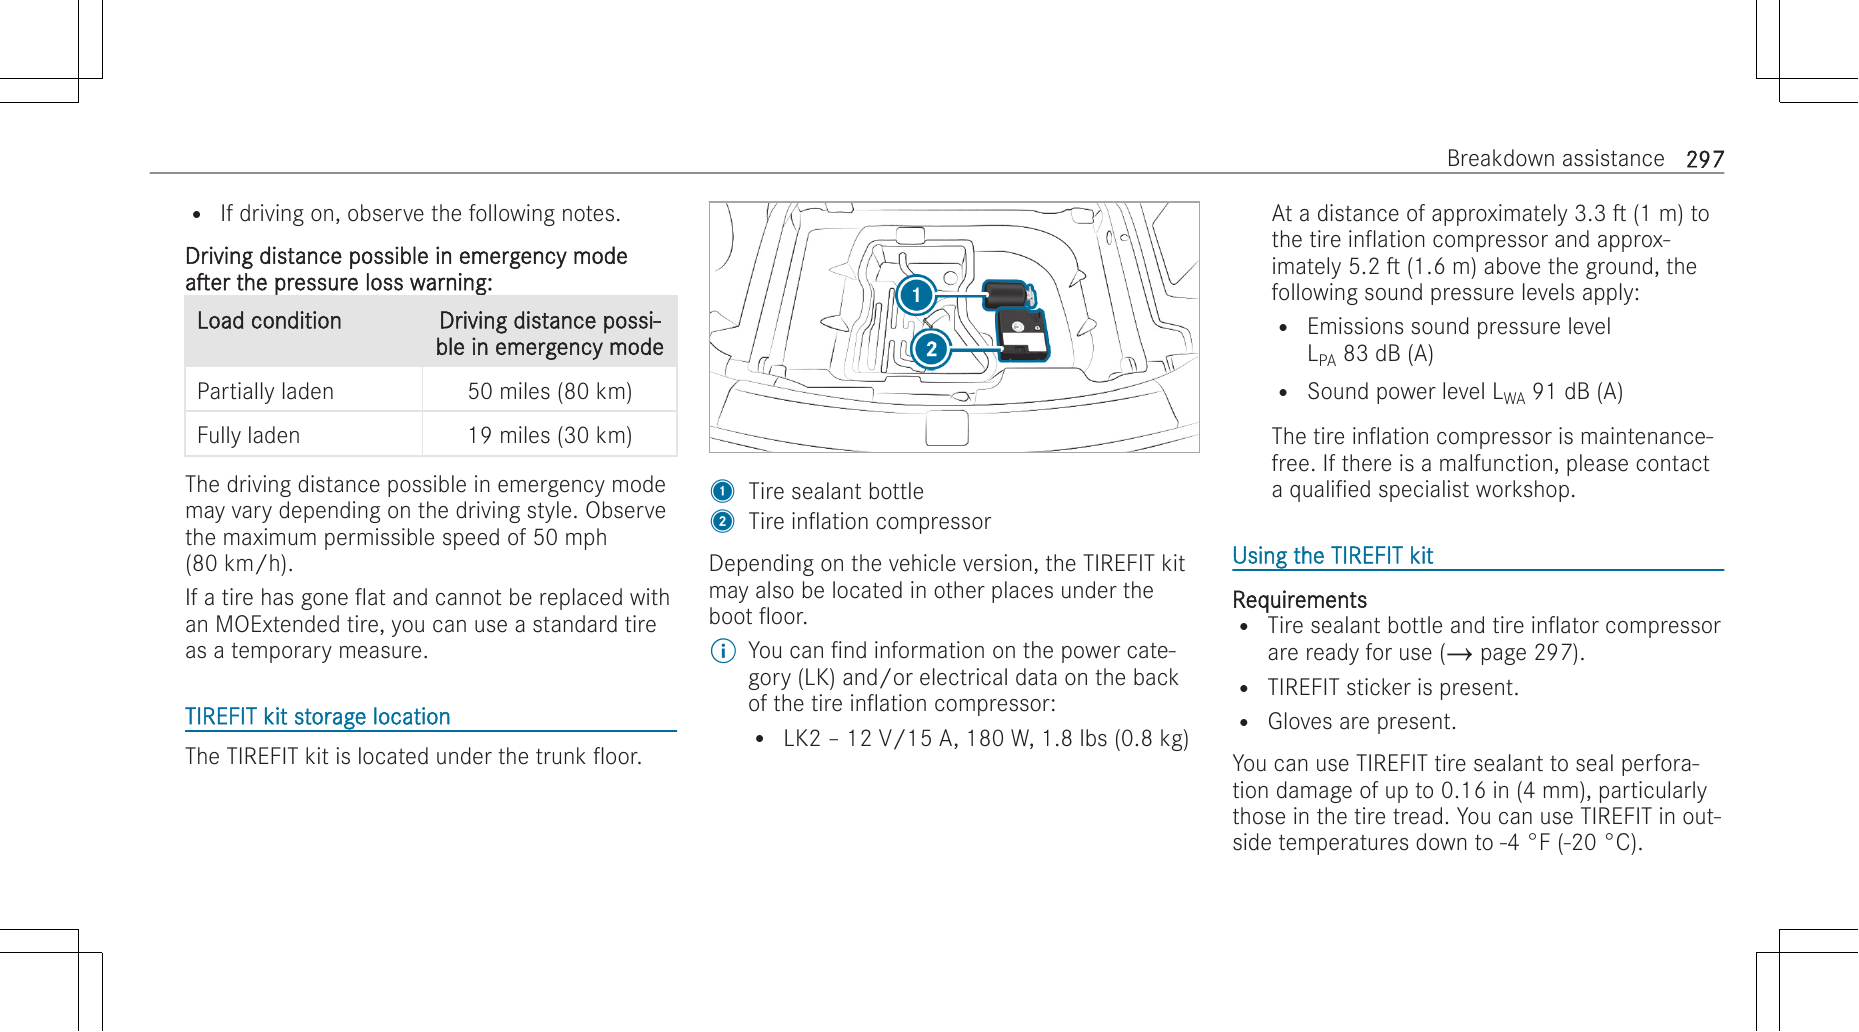 Breakdown assistance 297
• If driving on, observe the following notes.
Driving distance possible in emergency mode
after the pressure loss warning:
Load condition Driving distance possi-
ble in emergency mode
Partially laden 50 miles (80 km)
Fully laden 19 miles (30 km)
The driving distance possible in emergency mode
may vary depending on the driving style. Observe
the maximum permissible speed of 50 mph
(80 km/h).
If a tire has gone flat and cannot be replaced with
an MOExtended tire, you can use a standard tire
as a temporary measure.
TIREFIT kit storage location
The TIREFIT kit is located under the trunk floor.
1
2
1 Tire sealant bottle
2 Tire inflation compressor
Depending on the vehicle version, the TIREFIT kit
may also be located in other places under the
boot floor.
i You can find information on the power cate-
gory (LK) and/or electrical data on the back
of the tire inflation compressor:
• LK2 – 12 V/15 A, 180 W, 1.8 lbs (0.8 kg)
At a distance of approximately 3.3 ft (1 m) to
the tire inflation compressor and approx-
imately 5.2 ft (1.6 m) above the ground, the
following sound pressure levels apply:
• Emissions sound pressure level
LPA 83 dB (A)
• Sound power level LWA 91 dB (A)
The tire inflation compressor is maintenance-
free. If there is a malfunction, please contact
a qualified specialist workshop.
Using the TIREFIT kit
Requirements
• Tire sealant bottle and tire inflator compressor
are ready for use (→ page 297).
• TIREFIT sticker is present.
• Gloves are present.
You can use TIREFIT tire sealant to seal perfora-
tion damage of up to 0.16 in (4 mm), particularly
those in the tire tread. You can use TIREFIT in out-
side temperatures down to -4 °F (-20 °C).